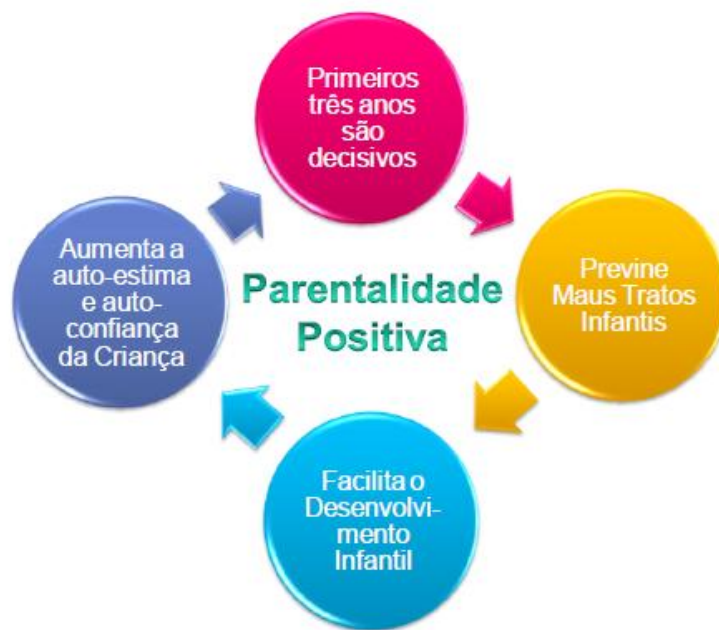 Primeiros
três anos
são
decisivos
Previne
Maus Tratos
Infantis
Facilita o
Desenvolvi-
mento
Infantil
Aumenta a
auto-estima
e auto-
confiança
da Criança
Parentalidade
Positiva